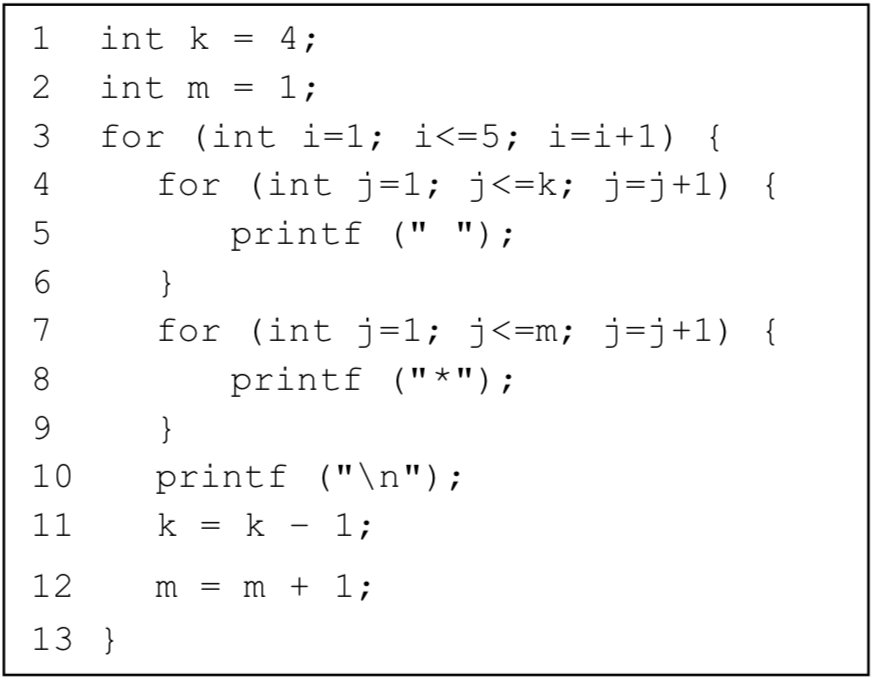 1 int k = 4;
2 int m = 1;
3 for (int i=1; i<=5; i=i+1) {
4 for (int j=1; j<=k; j=j+1) {
5 printf (" ");
6 }
7 for (int j=1; j<=m; j=j+1) {
8 printf ("*");
9 }
10 printf ("\n");
11 k = k – 1;
12 m = m + 1;
13 }